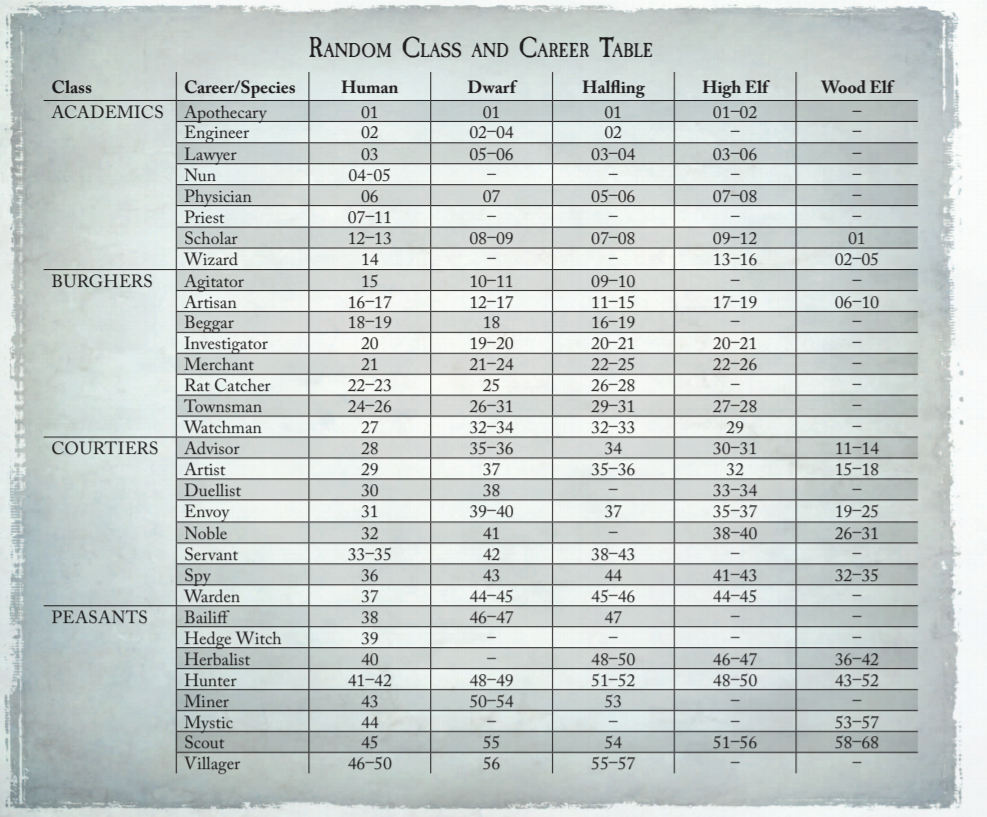 Random Class and Career Table
Class Career/Species Human Dwarf Halfling High Elf Wood Elf
ACADEMICS Apothecary 01 01 01 01–02 –
Engineer 02 02–04 02 – –
Lawyer 03 05–06 03–04 03–06 –
Nun 04-05 – – – –
Physician 06 07 05–06 07–08 –
Priest 07–11 – – – –
Scholar 12–13 08–09 07–08 09–12 01
Wizard 14 – – 13–16 02–05
BURGHERS Agitator 15 10–11 09–10 – –
Artisan 16–17 12–17 11–15 17–19 06–10
Beggar 18–19 18 16–19 – –
Investigator 20 19–20 20–21 20–21 –
Merchant 21 21–24 22–25 22–26 –
Rat Catcher 22–23 25 26–28 – –
Townsman 24–26 26–31 29–31 27–28 –
Watchman 27 32–34 32–33 29 –
COURTIERS Advisor 28 35–36 34 30–31 11–14
Artist 29 37 35–36 32 15–18
Duellist 30 38 – 33–34 –
Envoy 31 39–40 37 35–37 19–25
Noble 32 41 – 38–40 26–31
Servant 33–35 42 38–43 – –
Spy 36 43 44 41–43 32–35
Warden 37 44–45 45–46 44–45 –
PEASANTS Bailiff 38 46–47 47 – –
Hedge Witch 39 – – – –
Herbalist 40 – 48–50 46–47 36–42
Hunter 41–42 48–49 51–52 48–50 43–52
Miner 43 50–54 53 – –
Mystic 44 – – – 53–57
Scout 45 55 54 51–56 58–68
Villager 46–50 56 55–57 – –